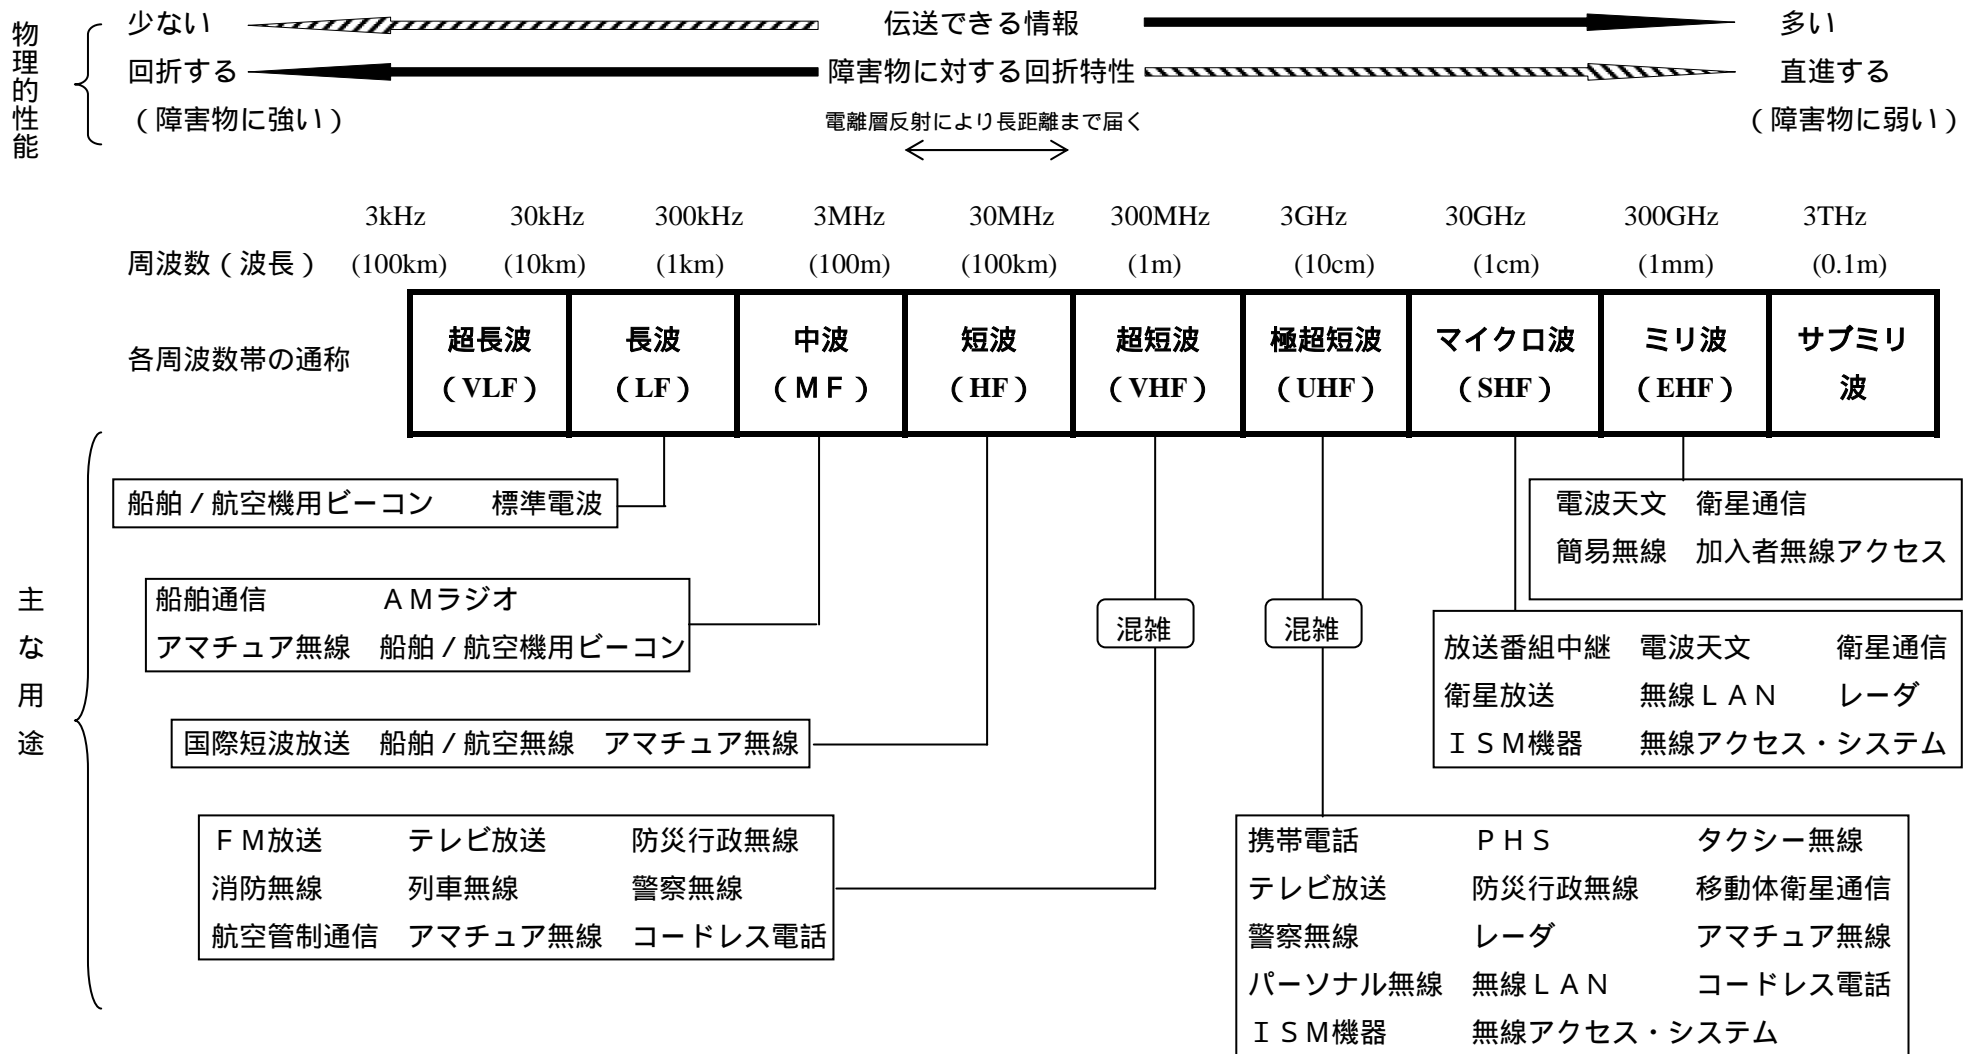 物理的性能
少ない 伝送できる情報 多い
回折する 障害物に対する回折特性 直進する
（障害物に強い） 電離層反射により長距離まで届く （障害物に弱い）
3kHz 30kHz 300kHz 3MHz 30MHz 300MHz 3GHz 30GHz 300GHz 3THz
周波数（波長） (100km) (10km) (1km) (100m) (100km) (1m) (10cm) (1cm) (1mm) (0.1m)
各周波数帯の通称
超長波
（VLF）
長波
（LF）
中波
（ＭＦ）
短波
（HF）
超短波
（VHF）
極超短波
（UHF）
マイクロ波
（SHF）
ミリ波
（EHF）
サブミリ
波
主な用途
船舶／航空機用ビーコン 標準電波
船舶通信 ＡＭラジオ
アマチュア無線 船舶／航空機用ビーコン
国際短波放送 船舶／航空無線 アマチュア無線
ＦＭ放送 テレビ放送 防災行政無線
消防無線 列車無線 警察無線
航空管制通信 アマチュア無線 コードレス電話
混雑
混雑
電波天文 衛星通信
簡易無線 加入者無線アクセス
放送番組中継 電波天文 衛星通信
衛星放送 無線ＬＡＮ レーダ
ＩＳＭ機器 無線アクセス・システム
携帯電話 ＰＨＳ タクシー無線
テレビ放送 防災行政無線 移動体衛星通信
警察無線 レーダ アマチュア無線
パーソナル無線 無線ＬＡＮ コードレス電話
ＩＳＭ機器 無線アクセス・システム